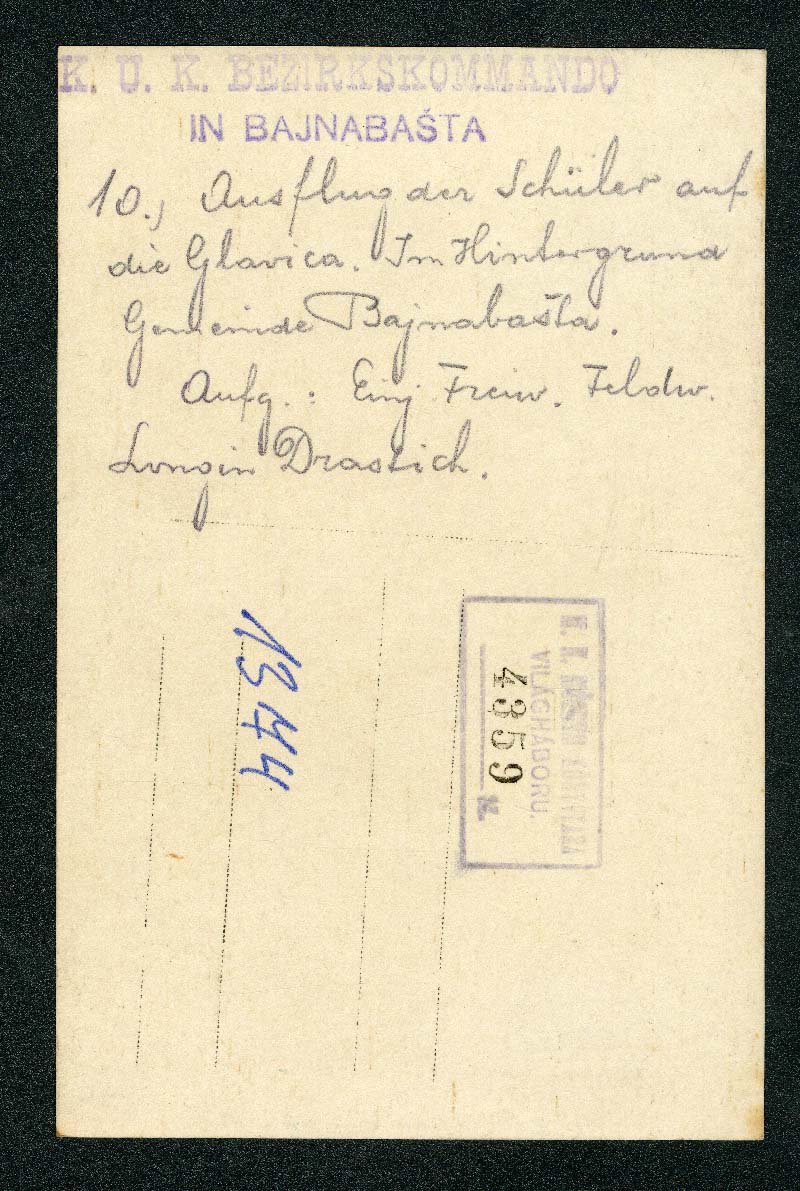 K. U. K. BEZIRKSKOMMANDO
IN BAJNABAŠTA
10., Ausflug der Schüler auf
die Glavica. Im Hintergrund
Gemeinde Bajnabašta.
Aufg.: Einj Freiw. Feldw.
Longin Drastich.
1344
VILÁGHÁBORU.
4359